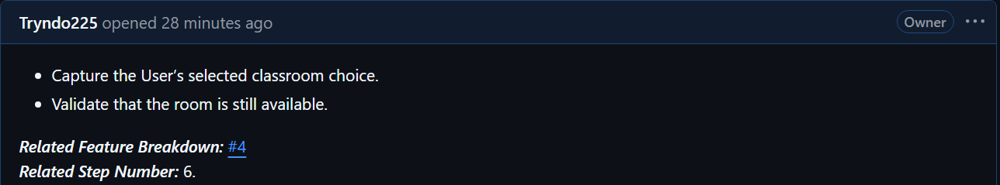 Tryndo225 opened 28 minutes ago Owner
• Capture the User’s selected classroom choice.
• Validate that the room is still available.
Related Feature Breakdown: #4
Related Step Number: 6.